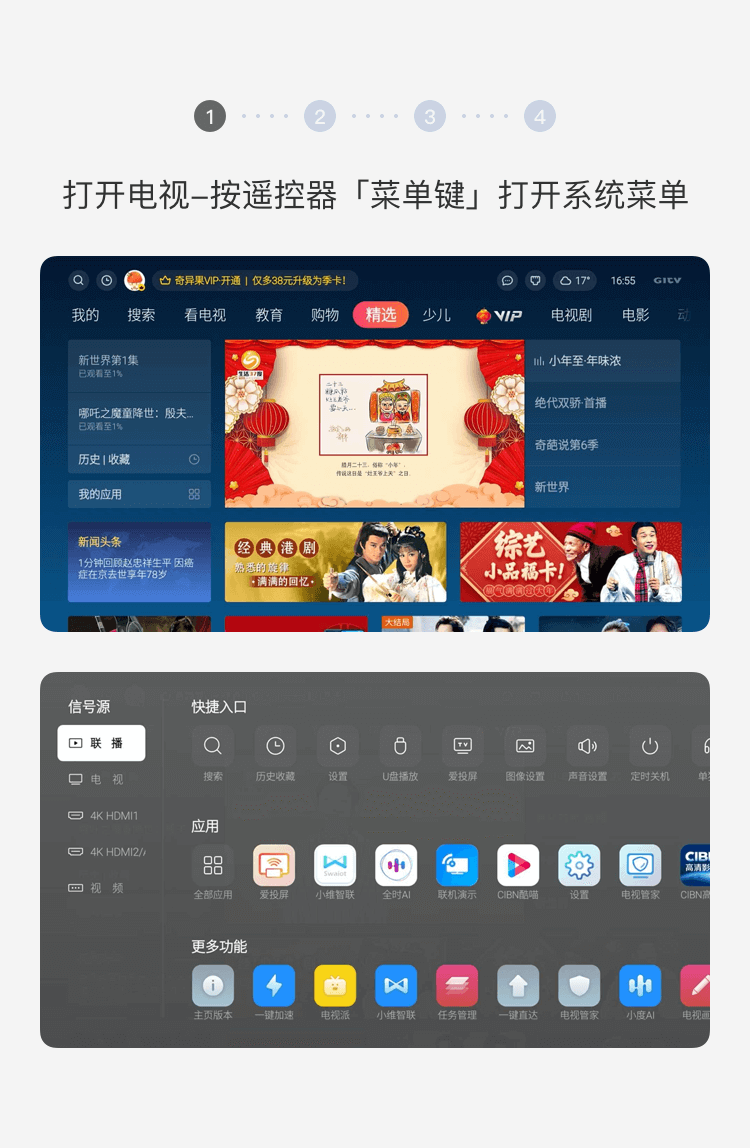 1 2 3 4
打开电视–按遥控器「菜单键」打开系统菜单
奇异果VIP·开通 | 仅多38元升级为季卡!
17°
16:55
GITV
我的 搜索 看电视 教育 购物 精选 少儿 VIP 电视剧 电影 动
新世界第1集
已观看至1%
哪吒之魔童降世：殷夫...
已观看至1%
历史 | 收藏
我的应用
小年至·年味浓
绝代双骄·首播
奇葩说第6季
新世界
腊月二十三，俗称“小年”，
新闻头条
1分钟回顾赵忠祥生平 因癌
症在京去世享年78岁
经典港剧
熟悉的旋律
·满满的回忆·
综艺
小品福卡!
大结局
信号源
联 播
电 视
4K HDMI1
4K HDMI2/
视 频
快捷入口
搜索 历史收藏 设置 U盘播放 爱投屏 图像设置 声音设置 定时关机 单
应用
Swaiot
CIB
高清影
全部应用 爱投屏 小维智联 全时AI 联机演示 CIBN酷喵 设置 电视管家 CIBN高
更多功能
主页版本 一键加速 电视派 小维智联 任务管理 一键直达 电视管家 小度AI 电视画